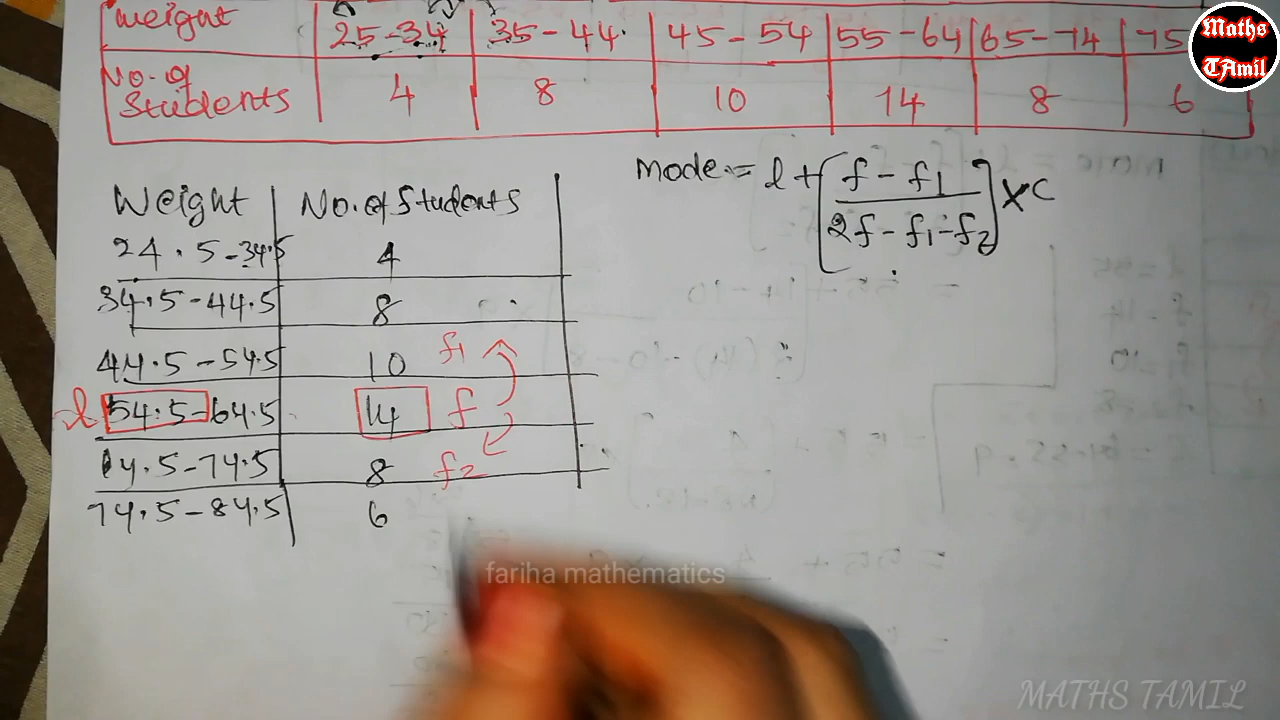 Weight 25-34 35-44 45-54 55-64 65-74 75
No. of Students 4 8 10 14 8 6
Maths TAmil
Mode = l + [f - f1 / 2f - f1 - f2] × C
Weight No. of Students
24.5-34.5 4
34.5-44.5 8
44.5-54.5 10 f1
l 54.5-64.5 14 f
64.5-74.5 8 f2
74.5-84.5 6
fariha mathematics
MATHS TAMIL